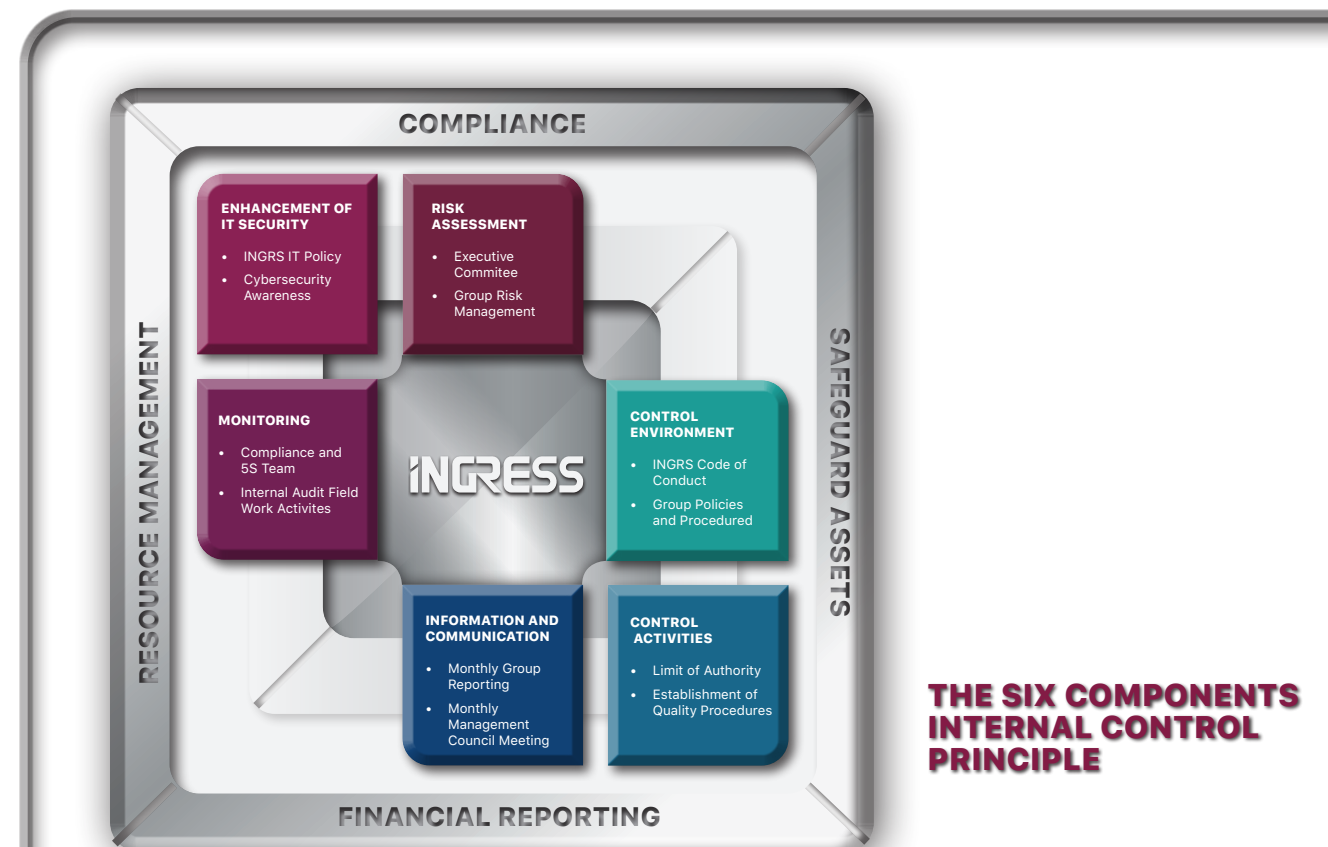 COMPLIANCE
ENHANCEMENT OF
IT SECURITY
• INGRS IT Policy
• Cybersecurity
Awareness
RISK
ASSESSMENT
• Executive
Commitee
• Group Risk
Management
RESOURCE MANAGEMENT
MONITORING
• Compliance and
5S Team
• Internal Audit Field
Work Activites
INGRESS
CONTROL
ENVIRONMENT
• INGRS Code of
Conduct
• Group Policies
and Procedured
SAFEGUARD ASSETS
INFORMATION AND
COMMUNICATION
• Monthly Group
Reporting
• Monthly
Management
Council Meeting
CONTROL
ACTIVITIES
• Limit of Authority
• Establishment of
Quality Procedures
THE SIX COMPONENTS
INTERNAL CONTROL
PRINCIPLE
FINANCIAL REPORTING